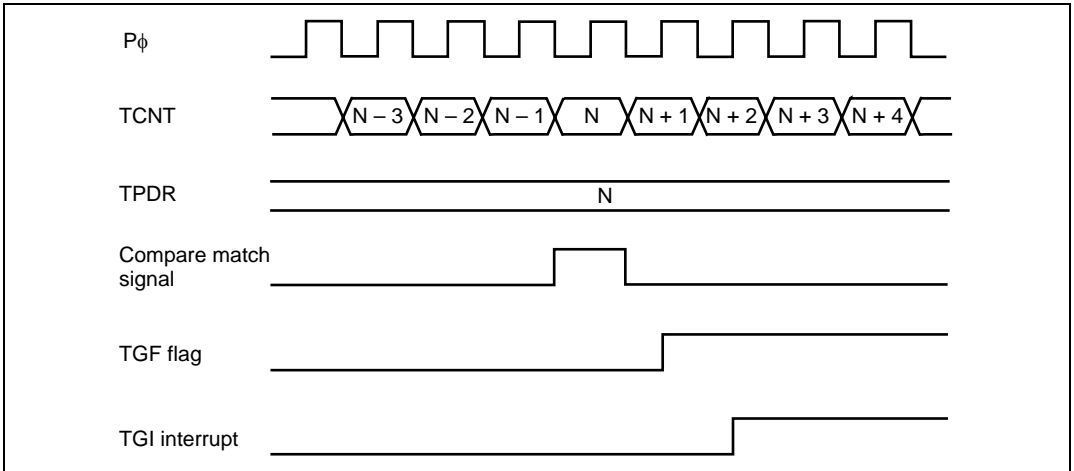 Pϕ
TCNT
N – 3 N – 2 N – 1 N N + 1 N + 2 N + 3 N + 4
TPDR
N
Compare match
signal
TGF flag
TGI interrupt